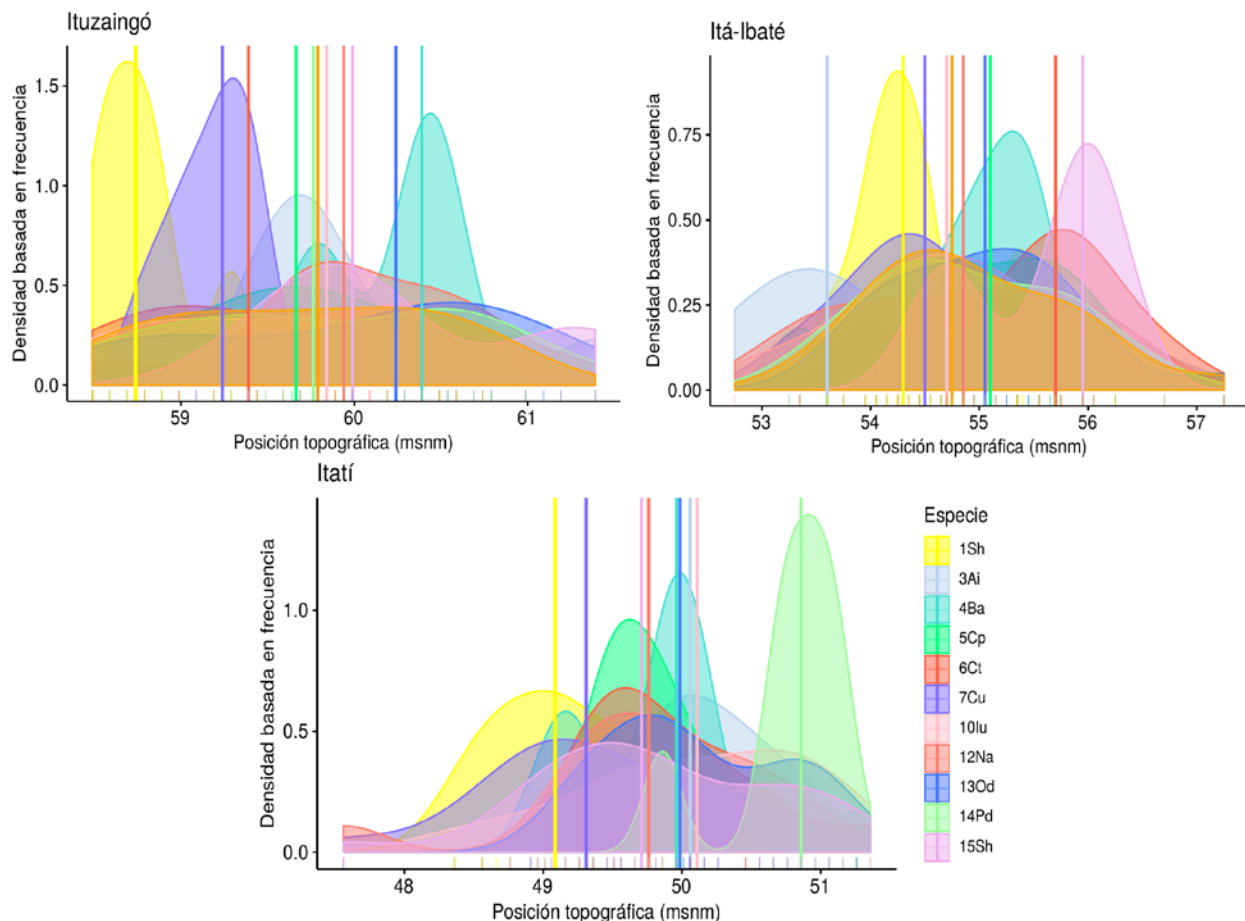 Ituzaingó
Densidad basada en frecuencia
1.5
1.0
0.5
0.0
59
60
61
Posición topográfica (msnm)
Itá-Ibaté
Densidad basada en frecuencia
0.75
0.50
0.25
0.00
53
54
55
56
57
Posición topográfica (msnm)
Itatí
Densidad basada en frecuencia
1.0
0.5
0.0
48
49
50
51
Posición topográfica (msnm)
Especie
1Sh
3Ai
4Ba
5Cp
6Ct
7Cu
10Iu
12Na
13Od
14Pd
15Sh